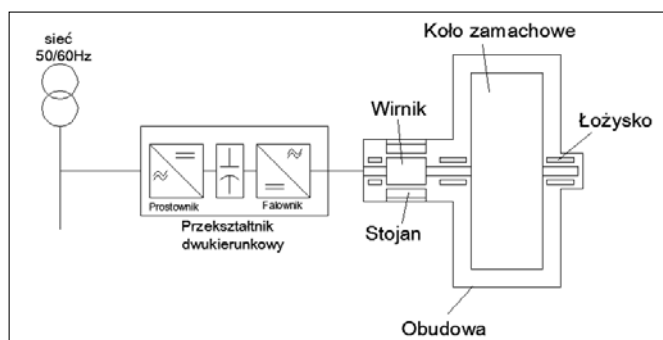 sieć
50/60Hz
Prostownik
Falownik
Przekształtnik
dwukierunkowy
Wirnik
Stojan
Koło zamachowe
Łożysko
Obudowa